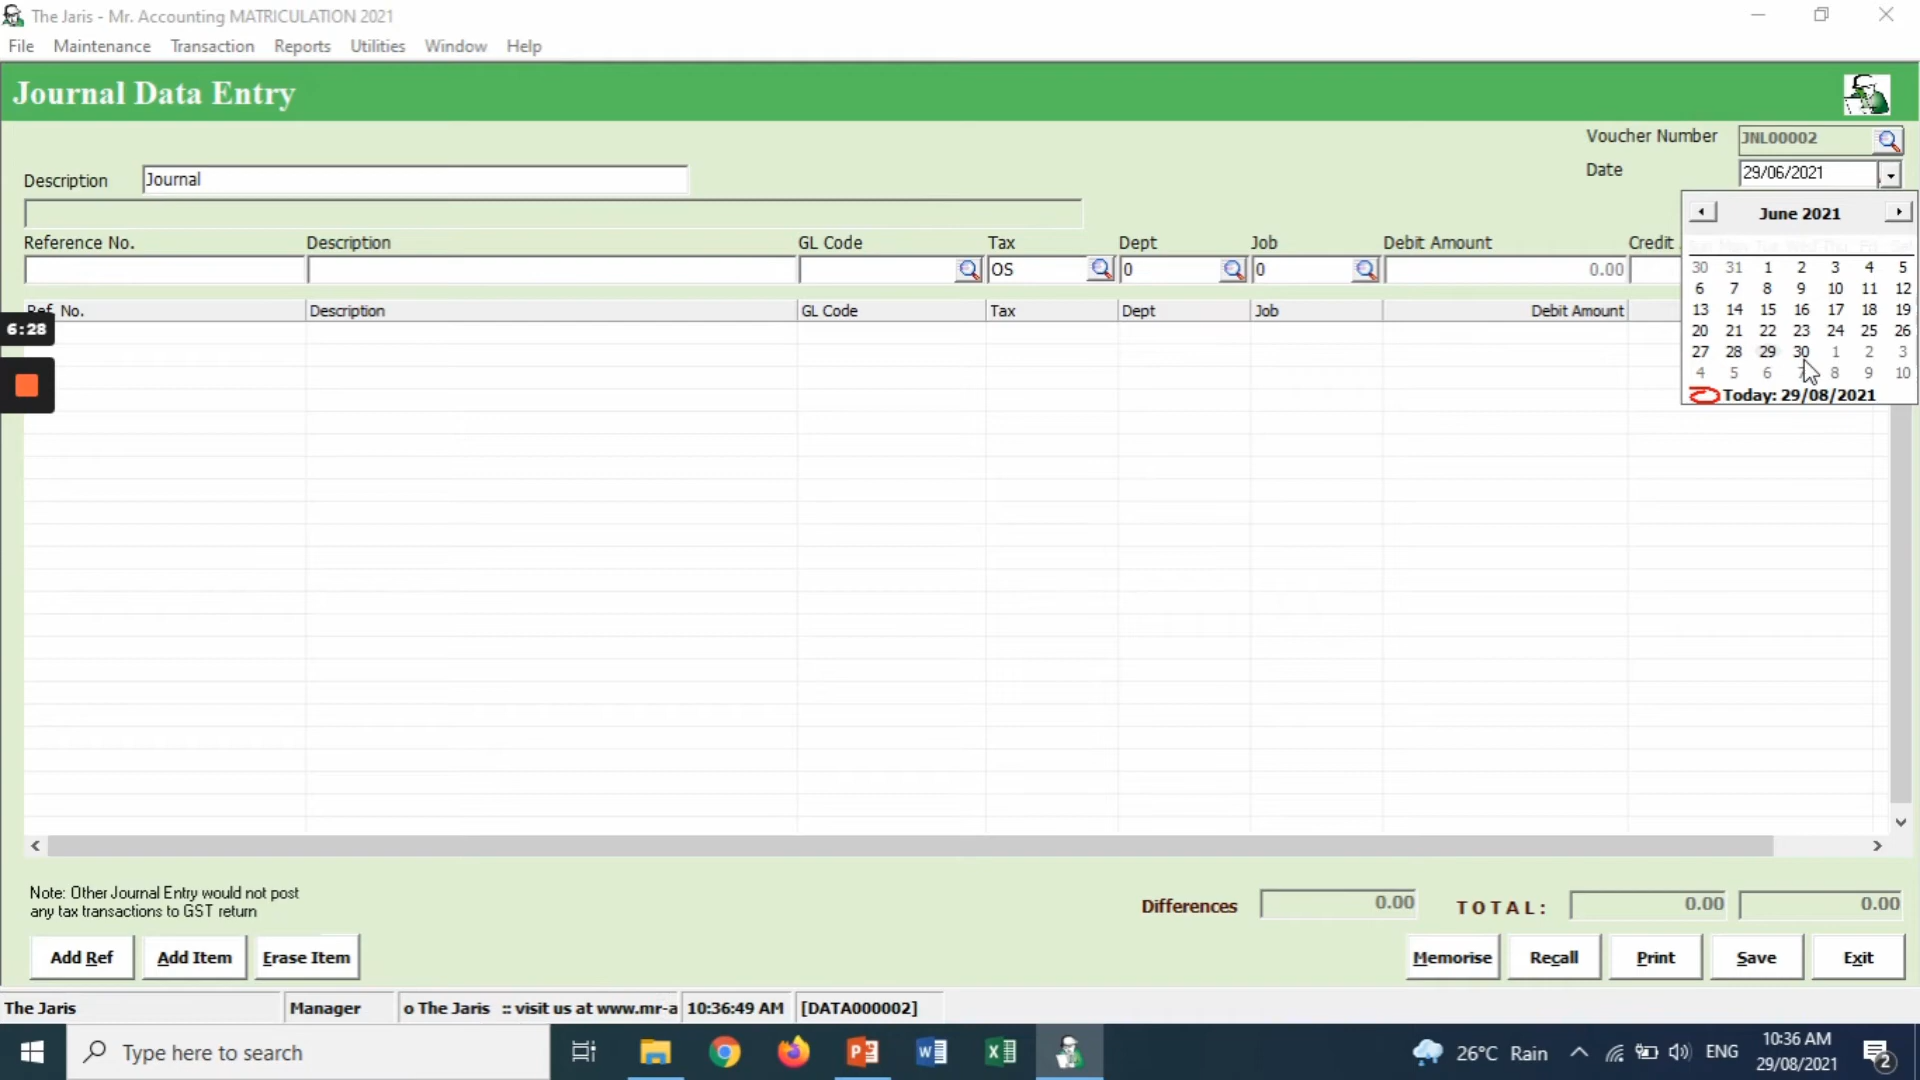 The Jaris - Mr. Accounting MATRICULATION 2021
File Maintenance Transaction Reports Utilities Window Help
Journal Data Entry
Voucher Number JNL00002
Description Journal
Date 29/06/2021
June 2021
Reference No. Description GL Code Tax Dept Job Debit Amount Credit
OS 0 0 0.00
30 31 1 2 3 4 5
6 7 8 9 10 11 12
13 14 15 16 17 18 19
20 21 22 23 24 25 26
27 28 29 30 1 2 3
4 5 6 7 8 9 10
Today: 29/08/2021
Ref. No. Description GL Code Tax Dept Job Debit Amount
6:28
Note: Other Journal Entry would not post
any tax transactions to GST return
Differences 0.00 TOTAL: 0.00 0.00
Add Ref Add Item Erase Item Memorise Recall Print Save Exit
The Jaris Manager o The Jaris :: visit us at www.mr-a 10:36:49 AM [DATA000002]
Type here to search
26°C Rain ENG 10:36 AM
29/08/2021 2